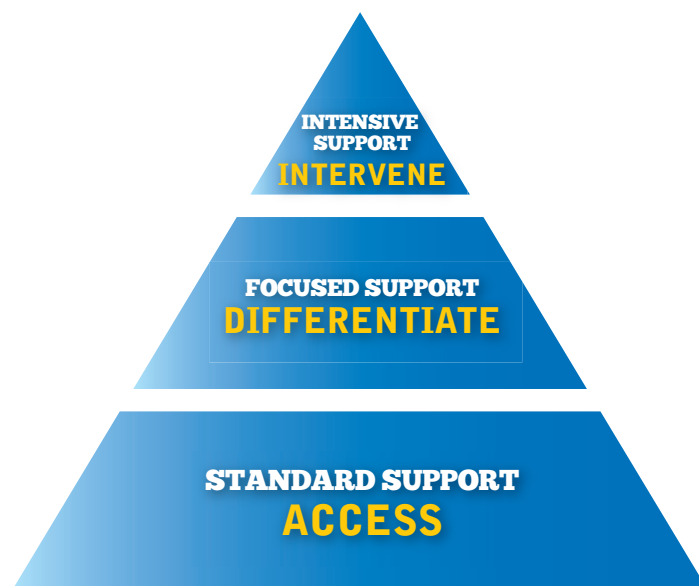 INTENSIVE
SUPPORT
INTERVENE
FOCUSED SUPPORT
DIFFERENTIATE
STANDARD SUPPORT
ACCESS